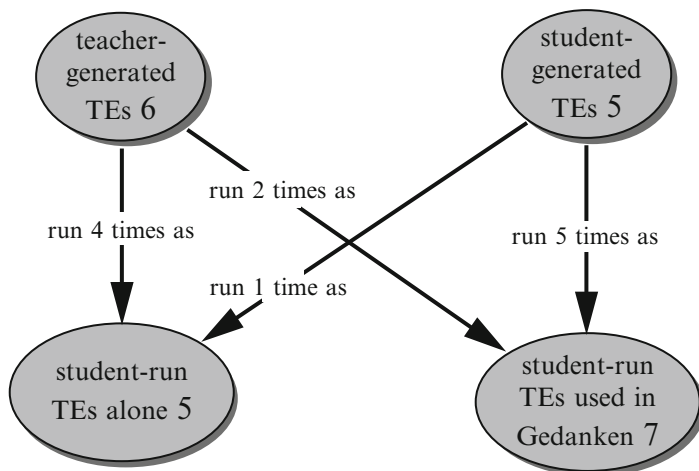 teacher-
generated
TEs 6
student-
generated
TEs 5
run 2 times as
run 4 times as
run 5 times as
run 1 time as
student-run
TEs alone 5
student-run
TEs used in
Gedanken 7